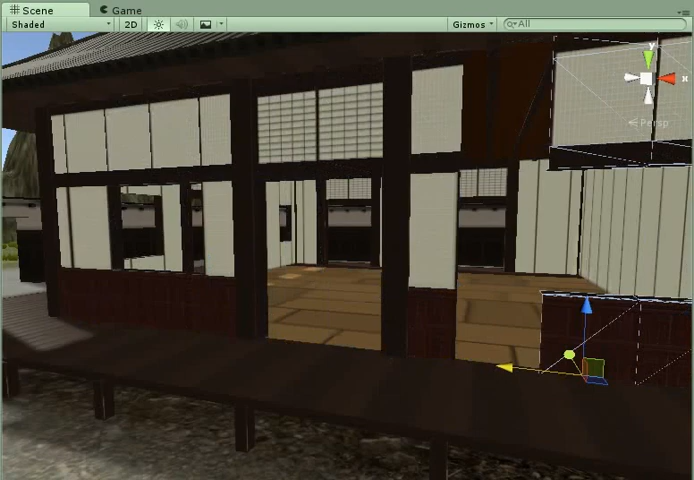 Scene
Game
Shaded
2D
Gizmos
All
y
x
Persp